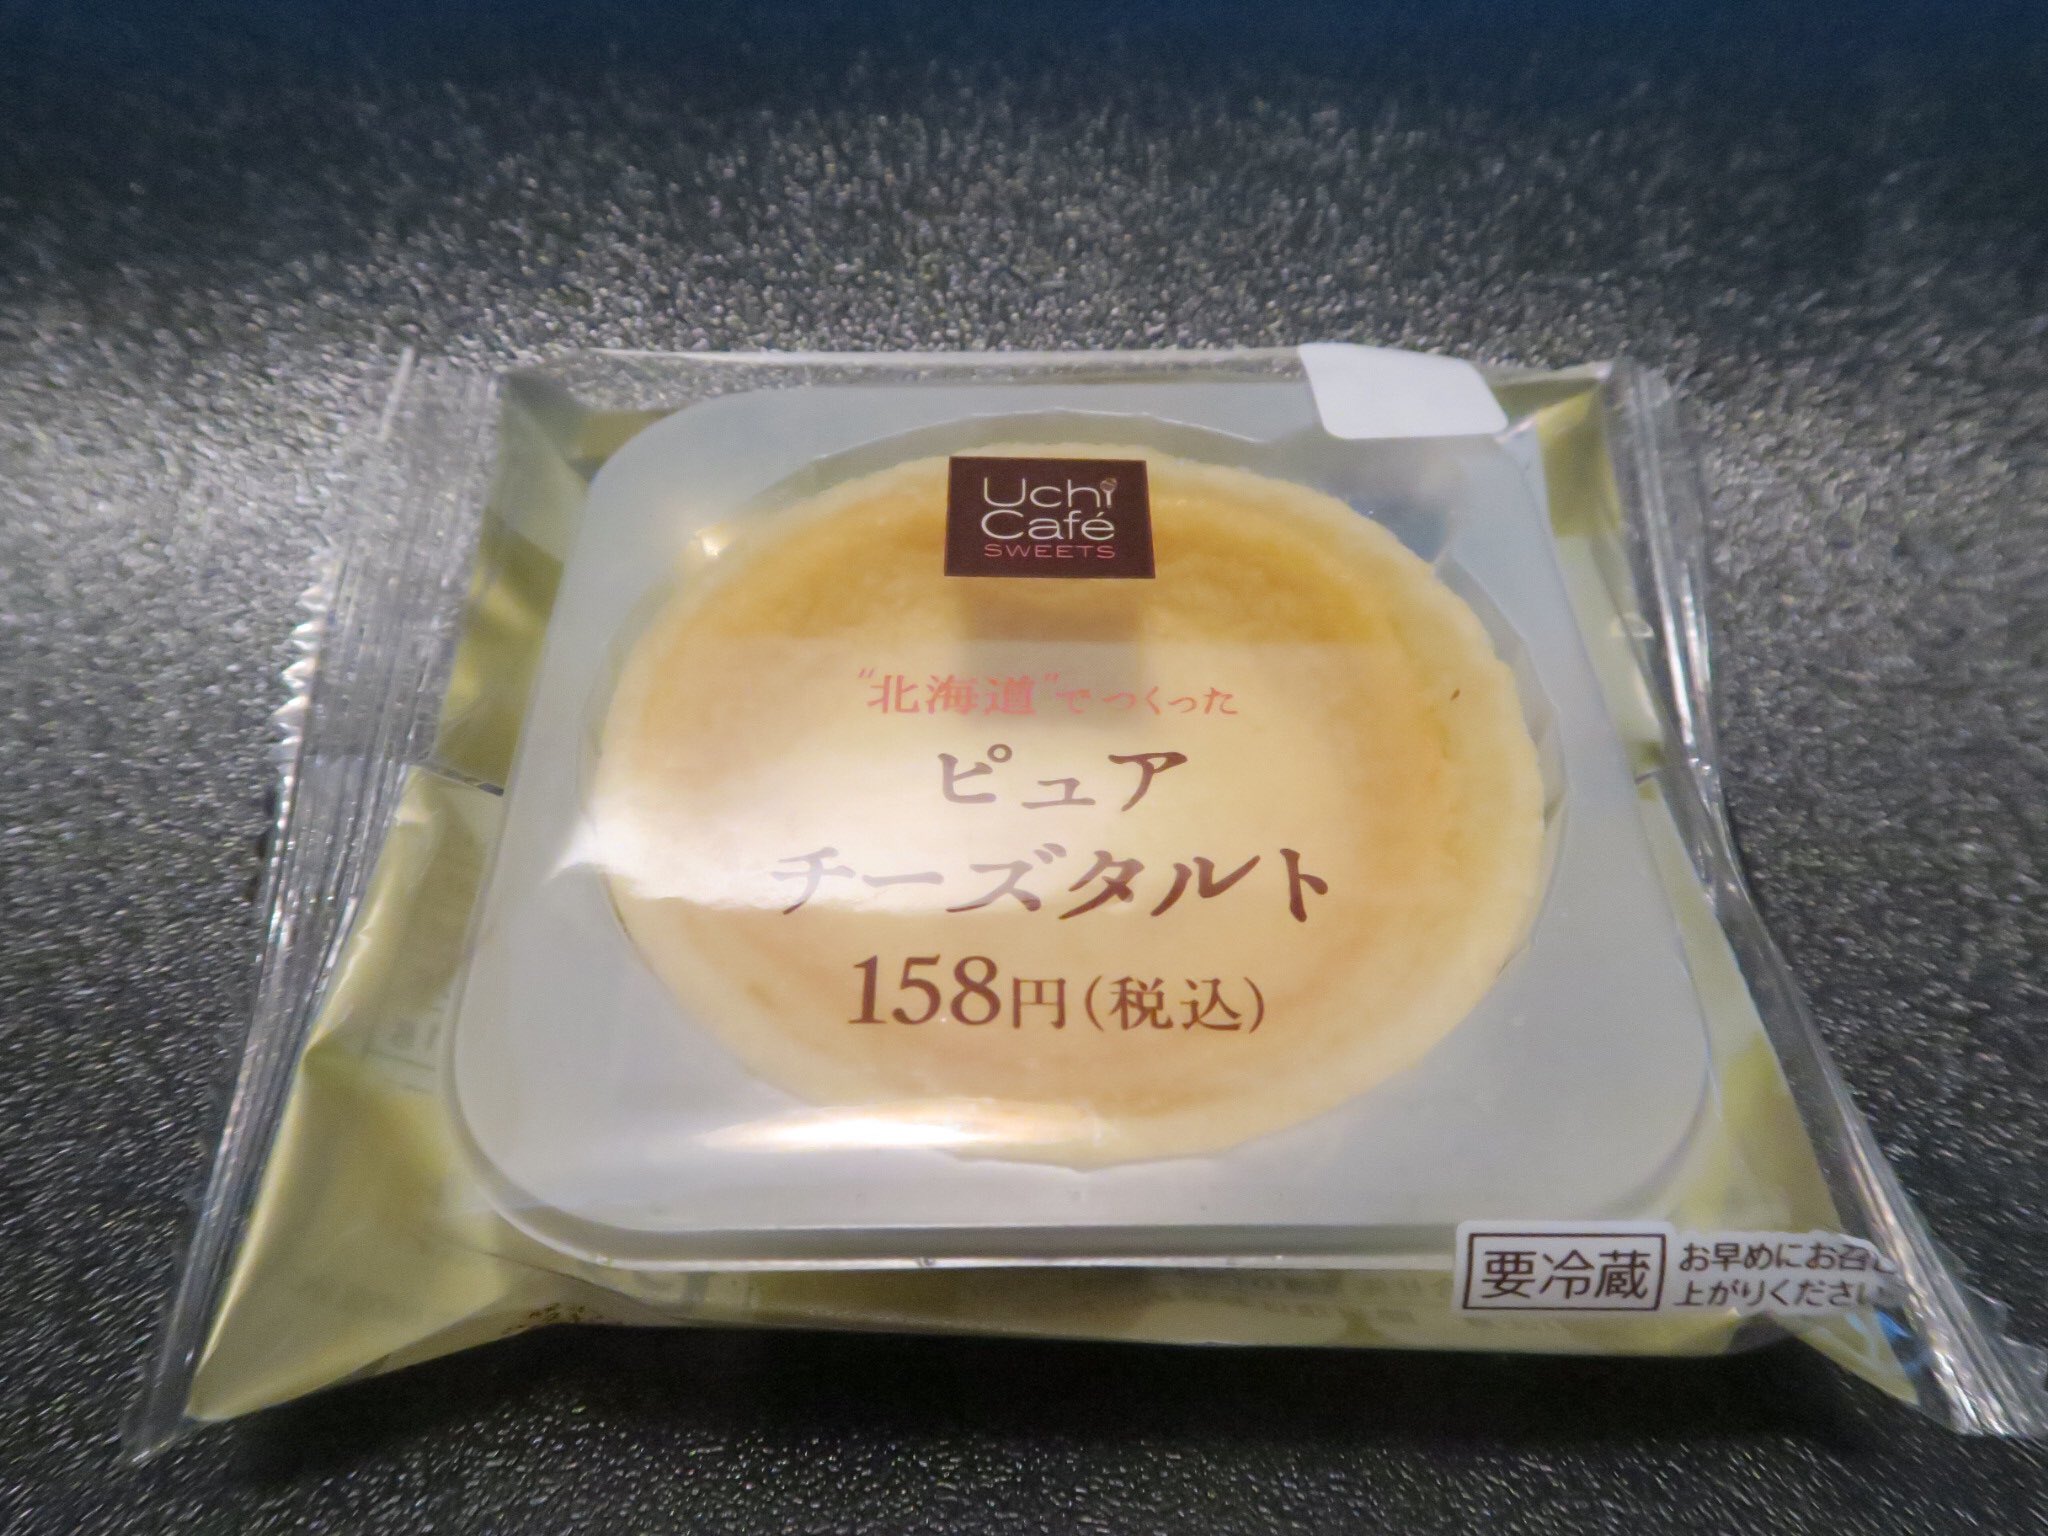 Uchi
Café
SWEETS
"北海道"でつくった
ピュア
チーズタルト
158円(税込)
要冷蔵
お早めにお召し
上がりください